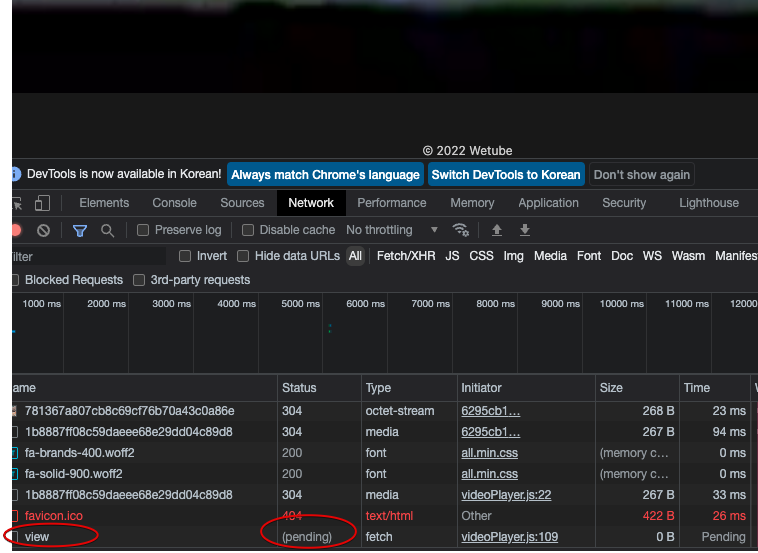 © 2022 Wetube
DevTools is now available in Korean! Always match Chrome's language Switch DevTools to Korean Don't show again
Elements Console Sources Network Performance Memory Application Security Lighthouse
Preserve log Disable cache No throttling
ilter Invert Hide data URLs All Fetch/XHR JS CSS Img Media Font Doc WS Wasm Manifes
Blocked Requests 3rd-party requests
1000 ms 2000 ms 3000 ms 4000 ms 5000 ms 6000 ms 7000 ms 8000 ms 9000 ms 10000 ms 11000 ms 12000
ame Status Type Initiator Size Time W
781367a807cb8c69cf76b70a43c0a86e 304 octet-stream 6295cb1... 268 B 23 ms
1b8887ff08c59daeee68e29dd04c89d8 304 media 6295cb1... 267 B 94 ms
fa-brands-400.woff2 200 font all.min.css (memory c... 0 ms
fa-solid-900.woff2 200 font all.min.css (memory c... 0 ms
1b8887ff08c59daeee68e29dd04c89d8 304 media videoPlayer.js:22 267 B 33 ms
favicon.ico 404 text/html Other 422 B 26 ms
view (pending) fetch videoPlayer.js:109 0 B Pending